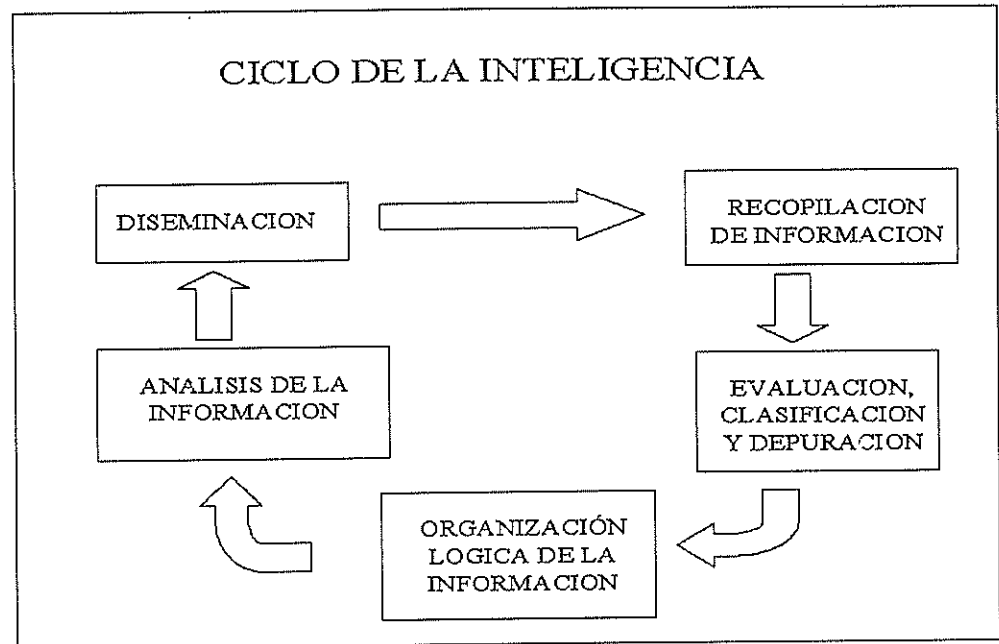 CICLO DE LA INTELIGENCIA
DISEMINACION
RECOPILACION
DE INFORMACION
ANALISIS DE LA
INFORMACION
EVALUACION,
CLASIFICACION
Y DEPURACION
ORGANIZACIÓN
LOGICA DE LA
INFORMACION